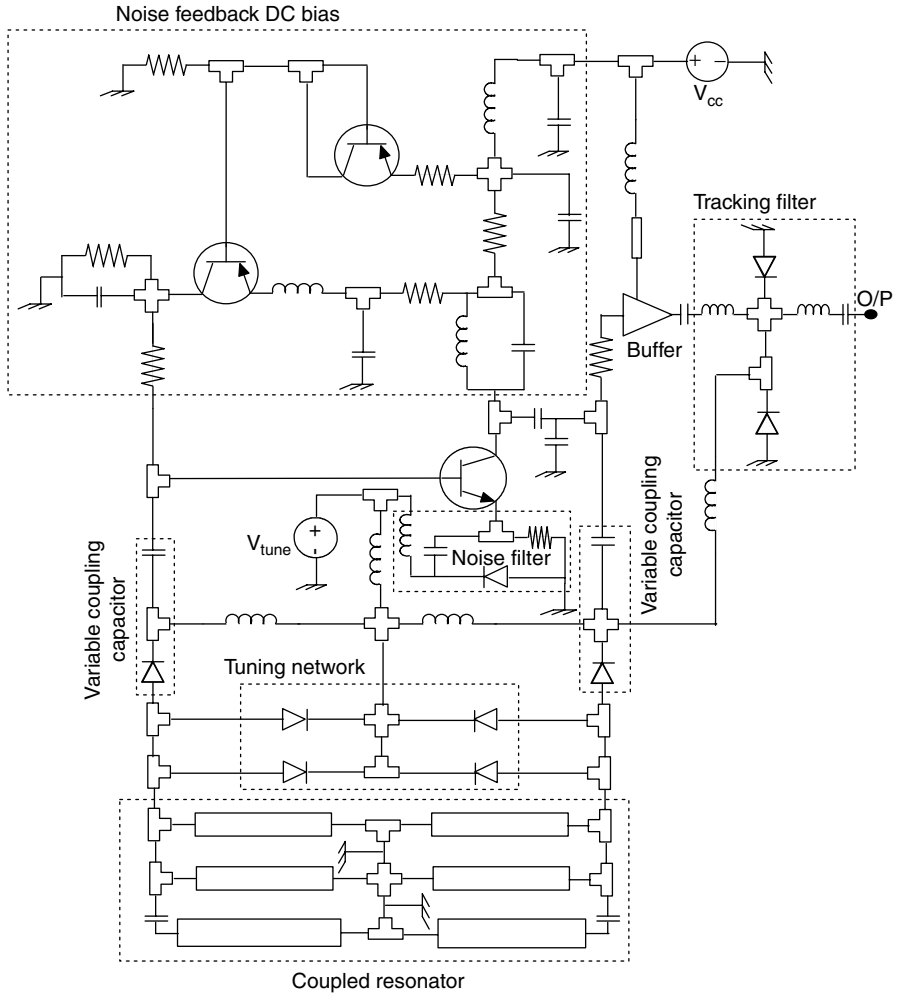 Noise feedback DC bias
+ −
Vcc
Tracking filter
O/P
Buffer
Variable coupling
capacitor
Vtune
+
-
Noise filter
Variable coupling
capacitor
Tuning network
Coupled resonator